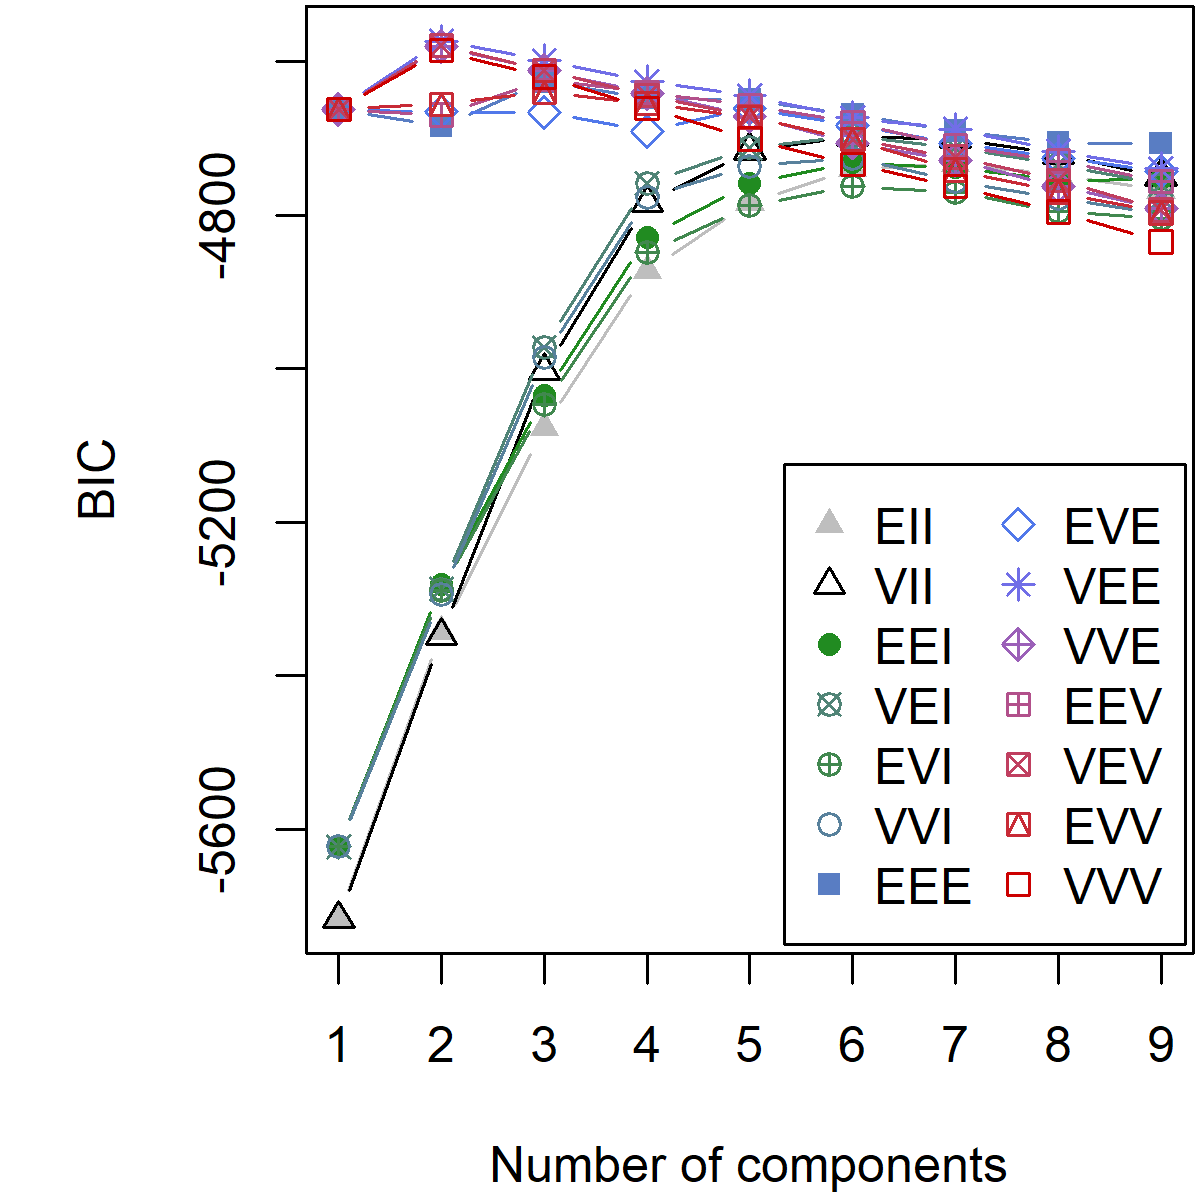 BIC
-4800
-5200
-5600
EII EVE
VII VEE
EEI VVE
VEI EEV
EVI VEV
VVI EVV
EEE VVV
1 2 3 4 5 6 7 8 9
Number of components